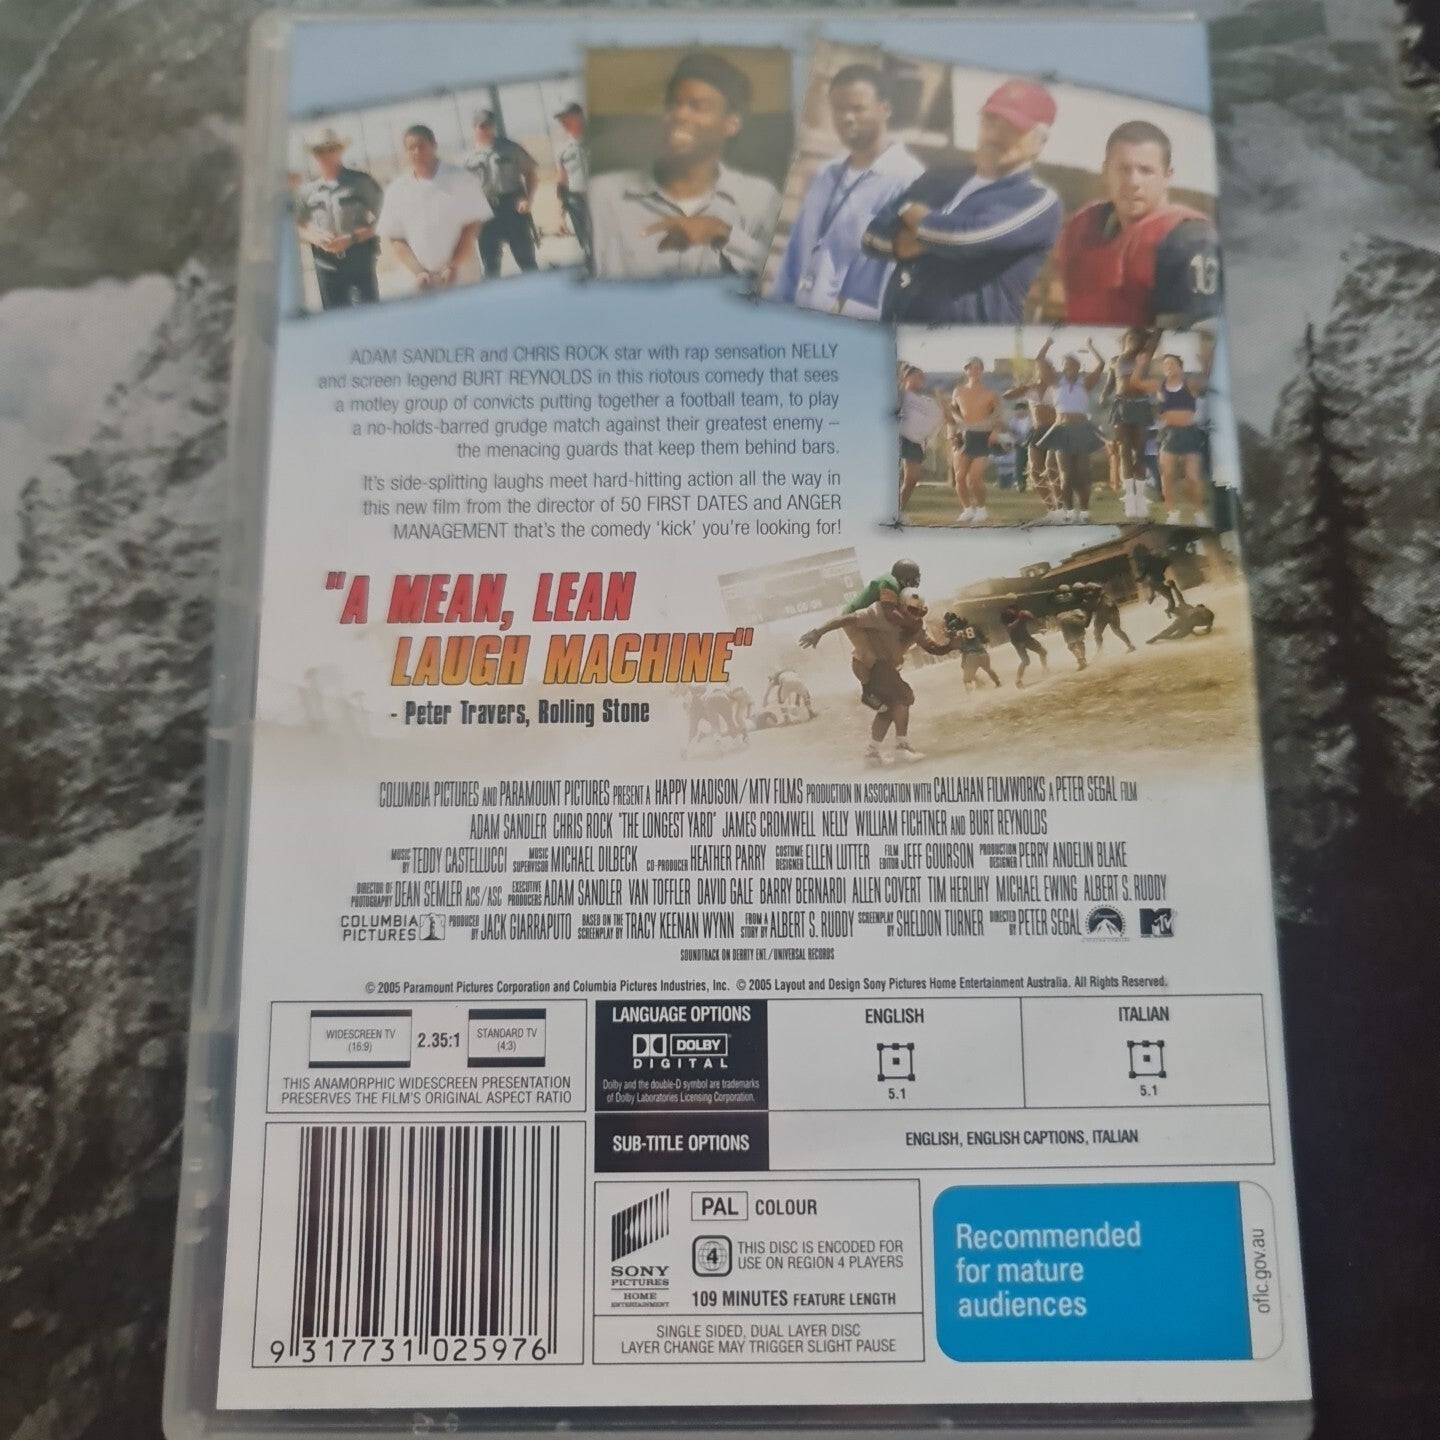 13
ADAM SANDLER and CHRIS ROCK star with rap sensation NELLY
and screen legend BURT REYNOLDS in this riotous comedy that sees
a motley group of convicts putting together a football team, to play
a no-holds-barred grudge match against their greatest enemy –
the menacing guards that keep them behind bars.
It's side-splitting laughs meet hard-hitting action all the way in
this new film from the director of 50 FIRST DATES and ANGER
MANAGEMENT that's the comedy 'kick' you're looking for!
"A MEAN, LEAN
LAUGH MACHINE"
- Peter Travers, Rolling Stone
COLUMBIA PICTURES AND PARAMOUNT PICTURES PRESENT A HAPPY MADISON/MTV FILMS PRODUCTION IN ASSOCIATION WITH CALLAHAN FILMWORKS A PETER SEGAL FILM
ADAM SANDLER CHRIS ROCK "THE LONGEST YARD" JAMES CROMWELL NELLY WILLIAM FICHTNER AND BURT REYNOLDS
MUSIC BY TEDDY CASTELLUCCI MUSIC SUPERVISOR MICHAEL DILBECK CO-PRODUCER HEATHER PARRY COSTUME DESIGNER ELLEN LUTTER FILM EDITOR JEFF GOURSON PRODUCTION DESIGNER PERRY ANDELIN BLAKE
DIRECTOR OF PHOTOGRAPHY DEAN SEMLER ACS/ASC EXECUTIVE PRODUCERS ADAM SANDLER VAN TOFFLER DAVID GALE BARRY BERNARDI ALLEN COVERT TIM HERLIHY MICHAEL EWING ALBERT S. RUDDY
COLUMBIA PICTURES PRODUCED BY JACK GIARRAPUTO BASED ON THE SCREENPLAY BY TRACY KEENAN WYNN FROM A STORY BY ALBERT S. RUDDY SCREENPLAY BY SHELDON TURNER DIRECTED BY PETER SEGAL Paramount MTV
SOUNDTRACK ON DERRTY ENT./UNIVERSAL RECORDS
© 2005 Paramount Pictures Corporation and Columbia Pictures Industries, Inc. © 2005 Layout and Design Sony Pictures Home Entertainment Australia. All Rights Reserved.
WIDESCREEN TV
(16:9)
2.35:1
STANDARD TV
(4:3)
THIS ANAMORPHIC WIDESCREEN PRESENTATION
PRESERVES THE FILM'S ORIGINAL ASPECT RATIO
LANGUAGE OPTIONS
DOLBY
DIGITAL
Dolby and the double-D symbol are trademarks
of Dolby Laboratories Licensing Corporation.
ENGLISH
5.1
ITALIAN
5.1
SUB-TITLE OPTIONS
ENGLISH, ENGLISH CAPTIONS, ITALIAN
9 317731 025976
SONY
PICTURES
HOME
ENTERTAINMENT
PAL COLOUR
4
THIS DISC IS ENCODED FOR
USE ON REGION 4 PLAYERS
109 MINUTES FEATURE LENGTH
SINGLE SIDED, DUAL LAYER DISC
LAYER CHANGE MAY TRIGGER SLIGHT PAUSE
Recommended
for mature
audiences
oflc.gov.au